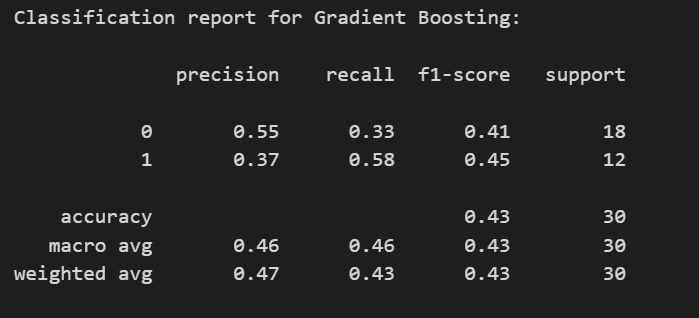 Classification report for Gradient Boosting:
precision recall f1-score support
0 0.55 0.33 0.41 18
1 0.37 0.58 0.45 12
accuracy 0.43 30
macro avg 0.46 0.46 0.43 30
weighted avg 0.47 0.43 0.43 30